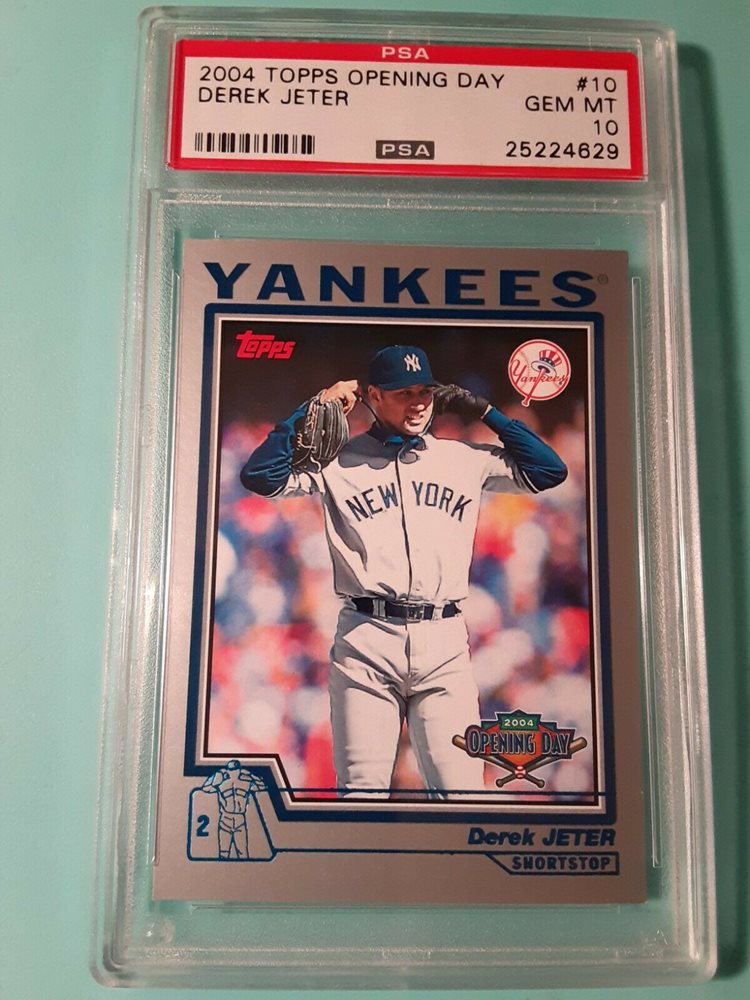 PSA
2004 TOPPS OPENING DAY #10
DEREK JETER GEM MT
10
PSA 25224629
YANKEES®
Topps
NY
Yankees
NEW YORK
2004
OPENING DAY
2
Derek JETER
SHORTSTOP